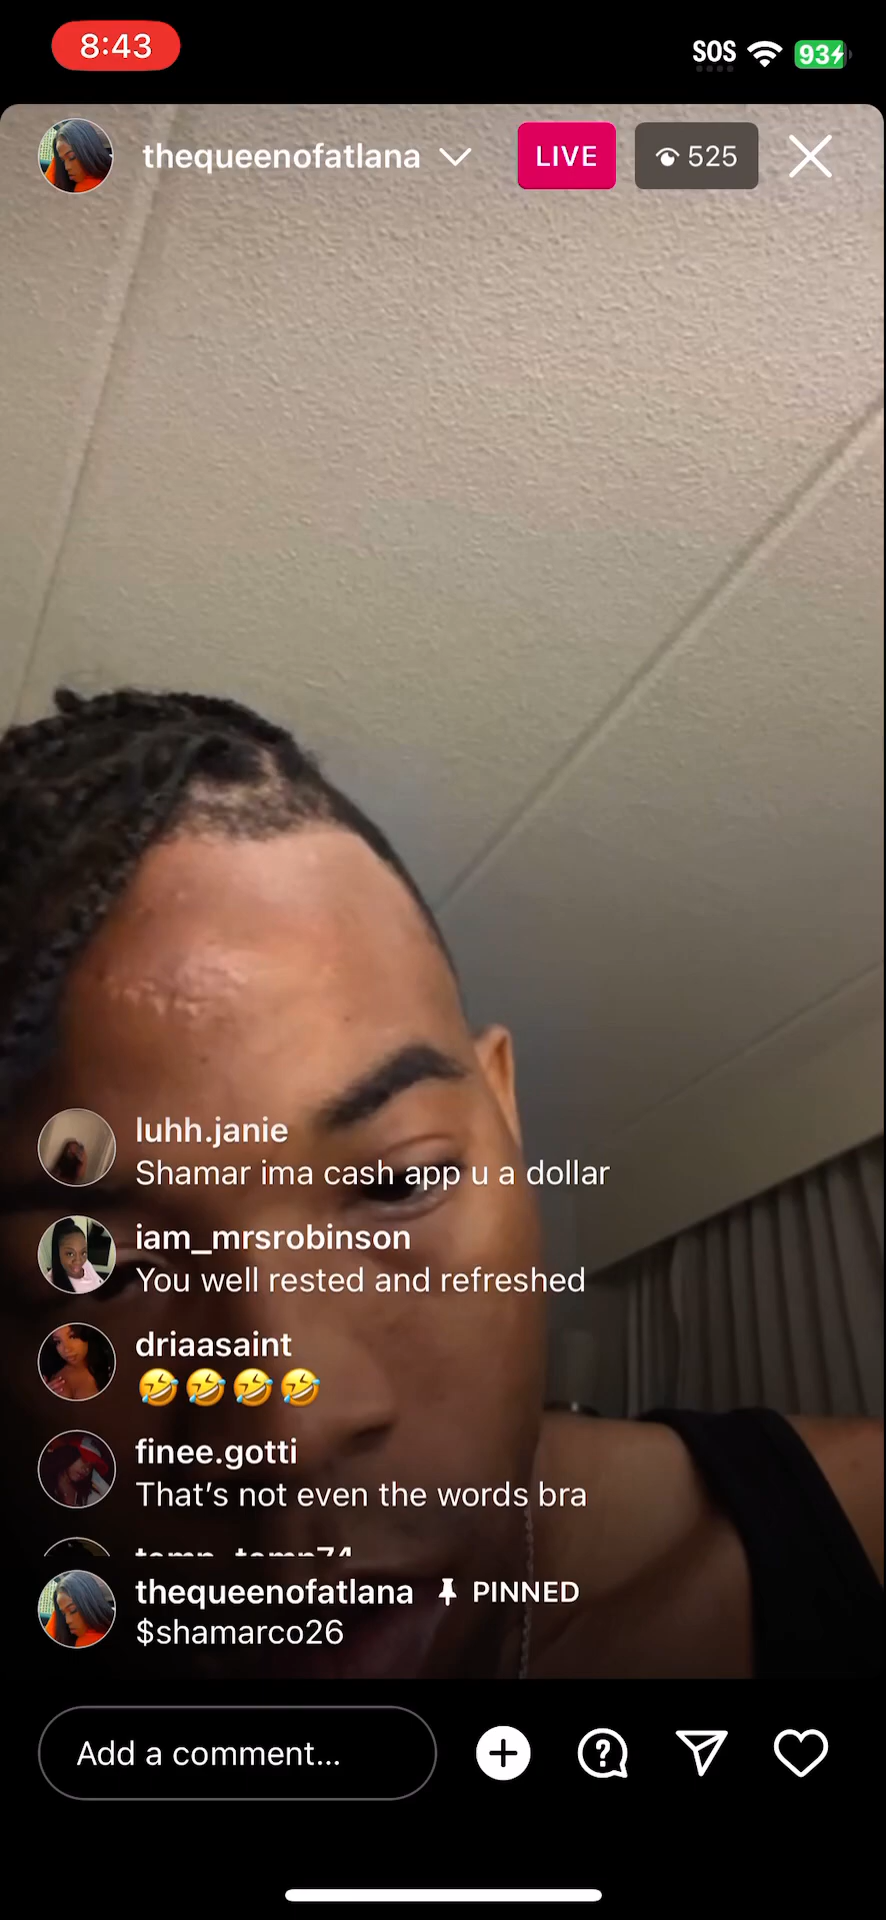 8:43
SOS
93
thequeenofatlana
LIVE
525
luhh.janie
Shamar ima cash app u a dollar
iam_mrsrobinson
You well rested and refreshed
driaasaint
🤣🤣🤣🤣
finee.gotti
That's not even the words bra
thequeenofatlana PINNED
$shamarco26
Add a comment...